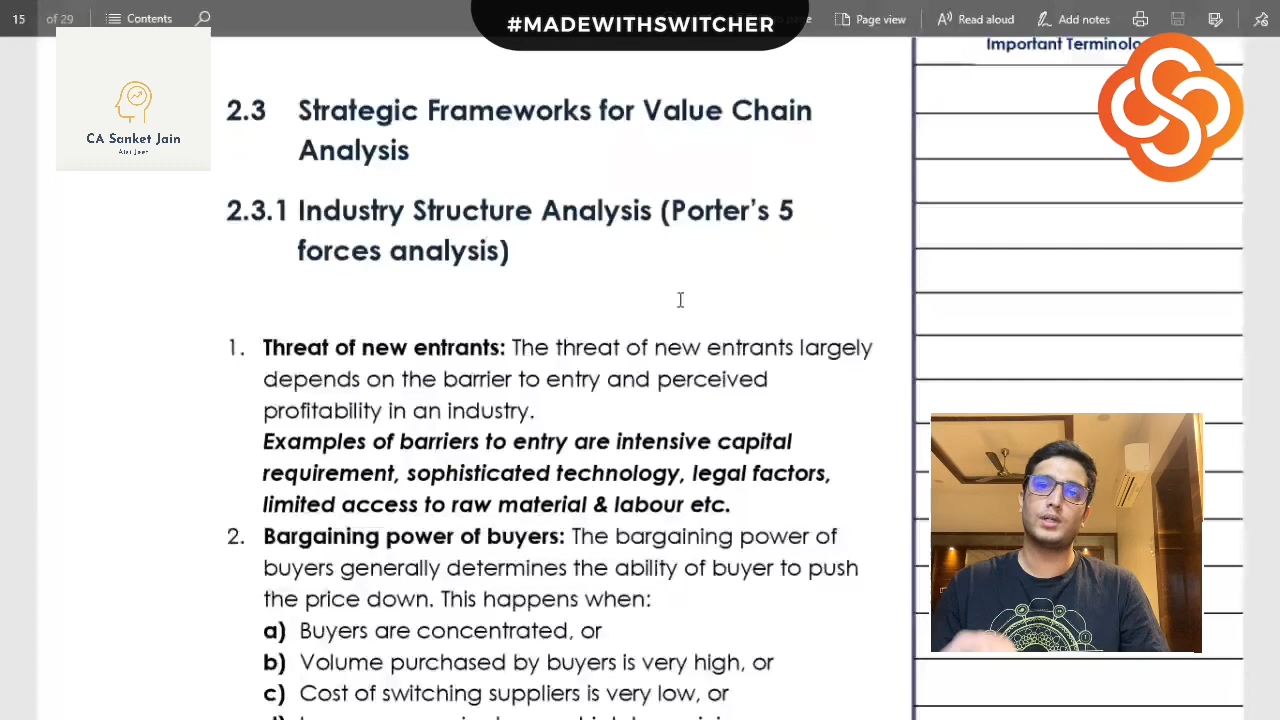 15 of 29 Contents Page view Read aloud Add notes
#MADEWITHSWITCHER
Important Terminolo
CA Sanket Jain
2.3 Strategic Frameworks for Value Chain
Analysis
2.3.1 Industry Structure Analysis (Porter's 5
forces analysis)
1. Threat of new entrants: The threat of new entrants largely
depends on the barrier to entry and perceived
profitability in an industry.
Examples of barriers to entry are intensive capital
requirement, sophisticated technology, legal factors,
limited access to raw material & labour etc.
2. Bargaining power of buyers: The bargaining power of
buyers generally determines the ability of buyer to push
the price down. This happens when:
a) Buyers are concentrated, or
b) Volume purchased by buyers is very high, or
c) Cost of switching suppliers is very low, or